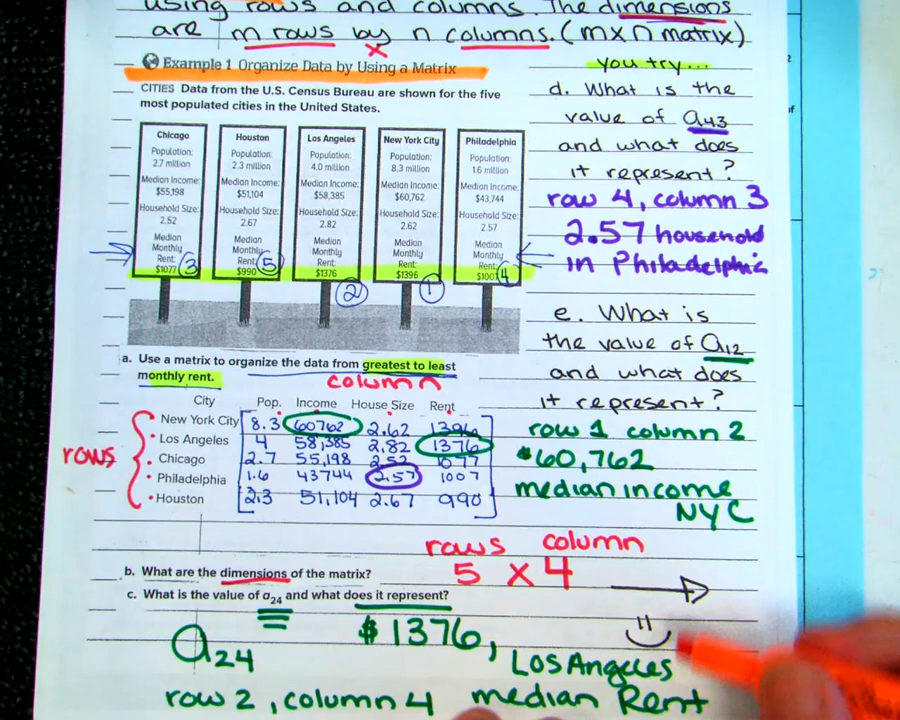 using rows and columns. The dimensions
are m rows by n columns. (m x n matrix)
x
Example 1 Organize Data by Using a Matrix
CITIES Data from the U.S. Census Bureau are shown for the five
most populated cities in the United States.
Chicago
Population:
2.7 million
Median Income:
$55,198
Household Size:
2.52
Median
Monthly
Rent:
$1077
3
Houston
Population:
2.3 million
Median Income:
$51,104
Household Size:
2.67
Median
Monthly
Rent:
$990
5
Los Angeles
Population:
4.0 million
Median Income:
$58,385
Household Size:
2.82
Median
Monthly
Rent:
$1376
2
New York City
Population:
8.3 million
Median Income:
$60,762
Household Size:
2.62
Median
Monthly
Rent:
$1396
1
Philadelphia
Population:
1.6 million
Median Income:
$43,744
Household Size:
2.57
Median
Monthly
Rent:
4
a. Use a matrix to organize the data from greatest to least
monthly rent.
column
City Pop. Income House Size Rent
rows
New York City 8.3 60762 2.62 1396
Los Angeles 4 58,385 2.82 1376
Chicago 2.7 55,198 2.52 1077
Philadelphia 1.6 43744 2.57 1007
Houston 2.3 51,104 2.67 990
rows column
b. What are the dimensions of the matrix? 5 x 4
c. What is the value of a24 and what does it represent?
a24 $1376, Los Angeles
row 2, column 4 median Rent
you try...
d. What is the
value of a43
and what does
it represent?
row 4, column 3
2.57 household
in Philadelphia
e. What is
the value of a12
and what does
it represent?
row 1 column 2
$60,762
median income
NYC